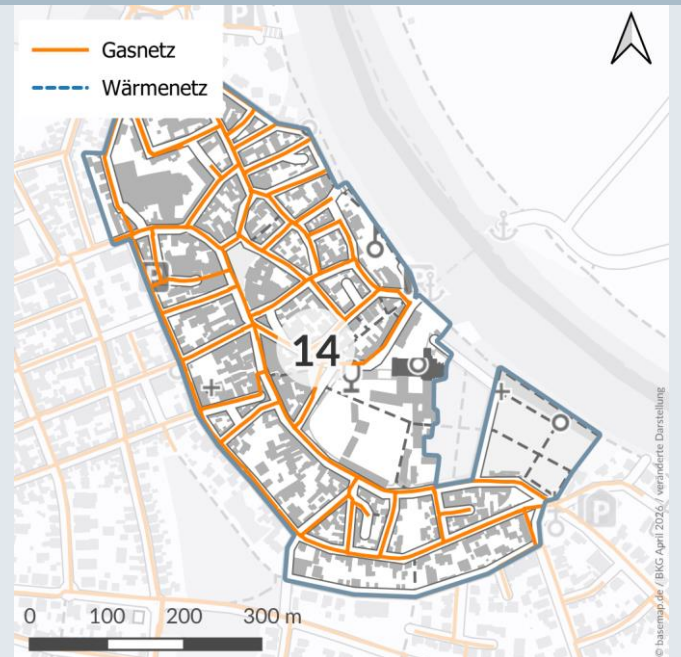 Gasnetz
Wärmenetz
14
P
P
0 100 200 300 m
© basemap.de / BKG April 2026 / veränderte Darstellung